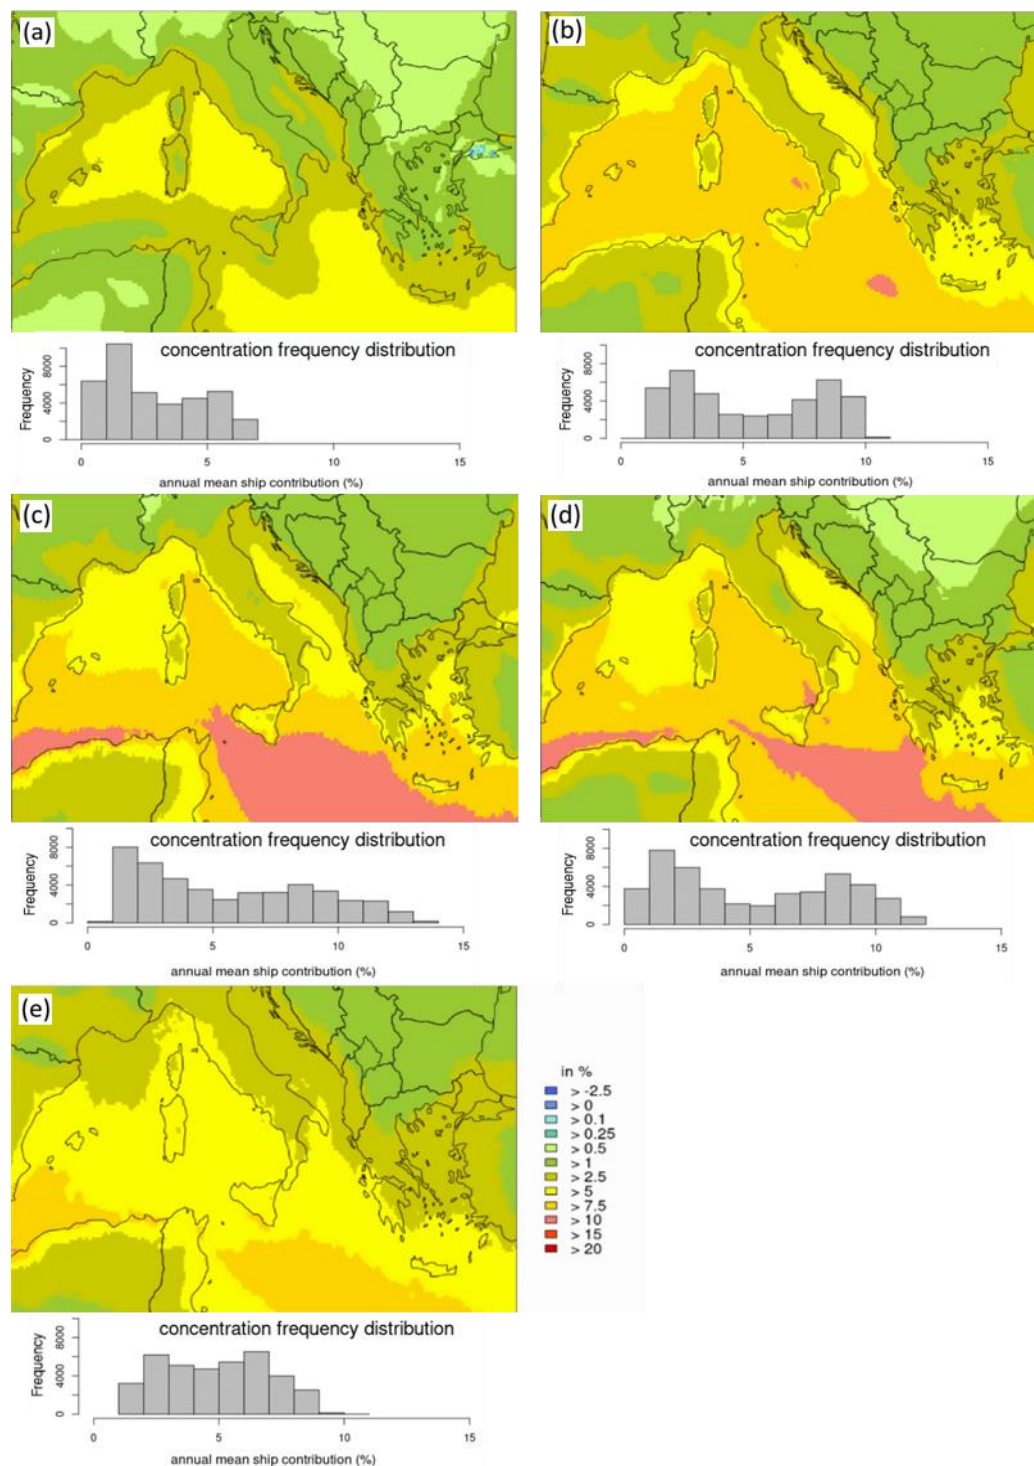 (a)
(b)
concentration frequency distribution
Frequency
0 4000 8000
0 5 10 15
annual mean ship contribution (%)
concentration frequency distribution
Frequency
0 4000 8000
0 5 10 15
annual mean ship contribution (%)
(c)
(d)
concentration frequency distribution
Frequency
0 4000 8000
0 5 10 15
annual mean ship contribution (%)
concentration frequency distribution
Frequency
0 4000 8000
0 5 10 15
annual mean ship contribution (%)
(e)
in %
> -2.5
> 0
> 0.1
> 0.25
> 0.5
> 1
> 2.5
> 5
> 7.5
> 10
> 15
> 20
concentration frequency distribution
Frequency
0 4000 8000
0 5 10 15
annual mean ship contribution (%)